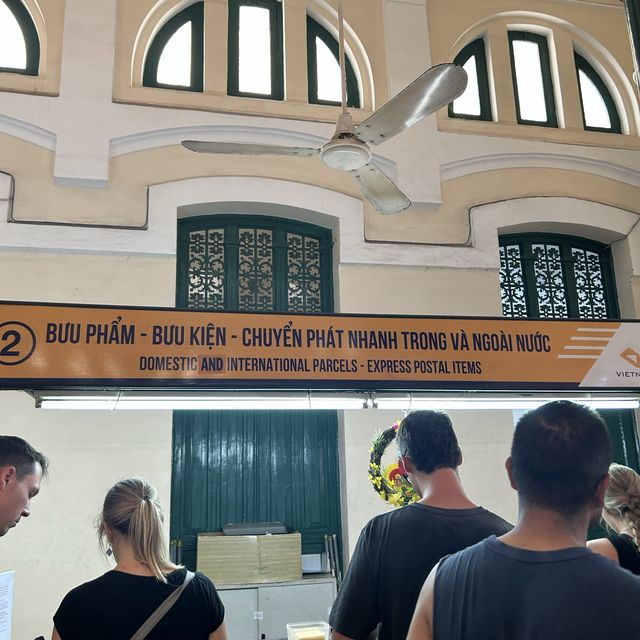 2 BƯU PHẨM - BƯU KIỆN - CHUYỂN PHÁT NHANH TRONG VÀ NGOÀI NƯỚC
DOMESTIC AND INTERNATIONAL PARCELS - EXPRESS POSTAL ITEMS